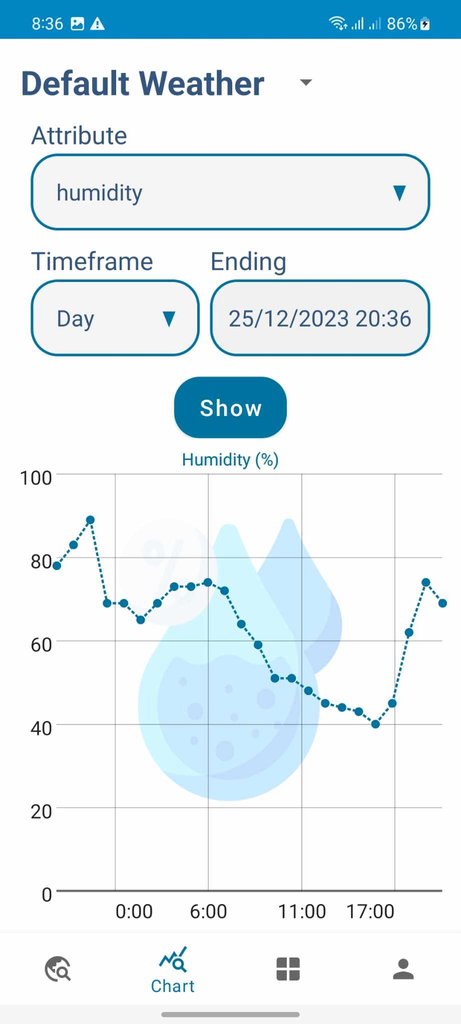 8:36 86%
Default Weather
Attribute
humidity
Timeframe Ending
Day 25/12/2023 20:36
Show
Humidity (%)
100
80
60
40
20
0
0:00 6:00 11:00 17:00
Chart